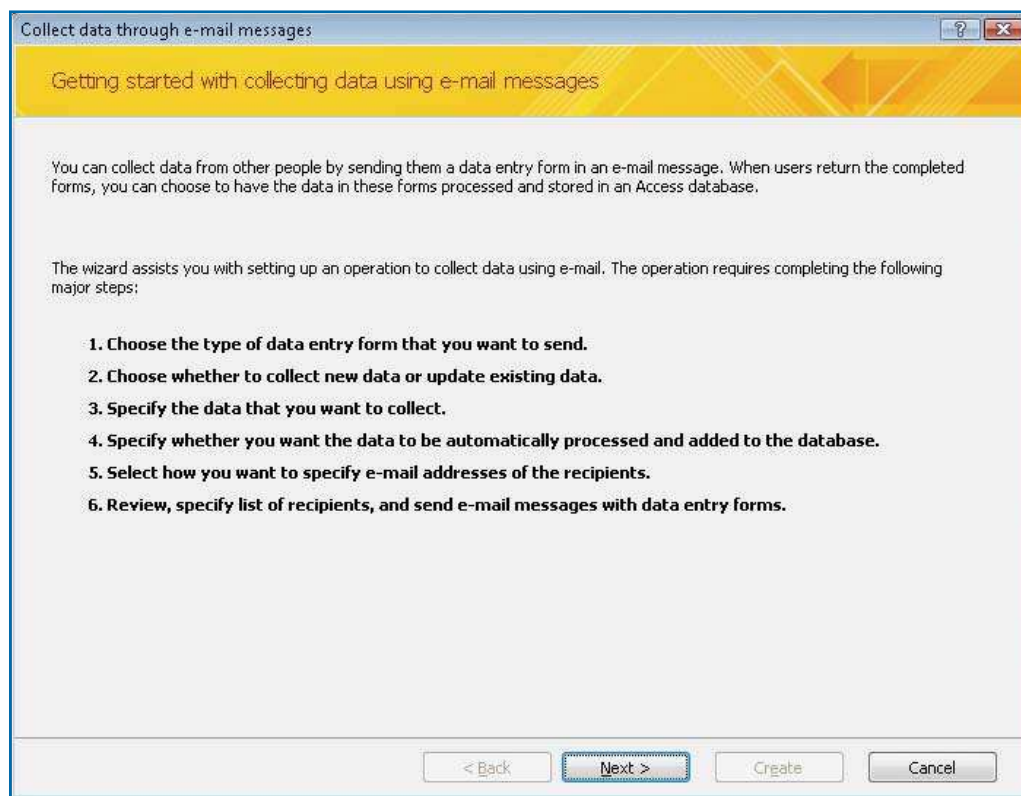 Collect data through e-mail messages
?
Getting started with collecting data using e-mail messages
You can collect data from other people by sending them a data entry form in an e-mail message. When users return the completed
forms, you can choose to have the data in these forms processed and stored in an Access database.
The wizard assists you with setting up an operation to collect data using e-mail. The operation requires completing the following
major steps:
1. Choose the type of data entry form that you want to send.
2. Choose whether to collect new data or update existing data.
3. Specify the data that you want to collect.
4. Specify whether you want the data to be automatically processed and added to the database.
5. Select how you want to specify e-mail addresses of the recipients.
6. Review, specify list of recipients, and send e-mail messages with data entry forms.
< Back Next > Create Cancel